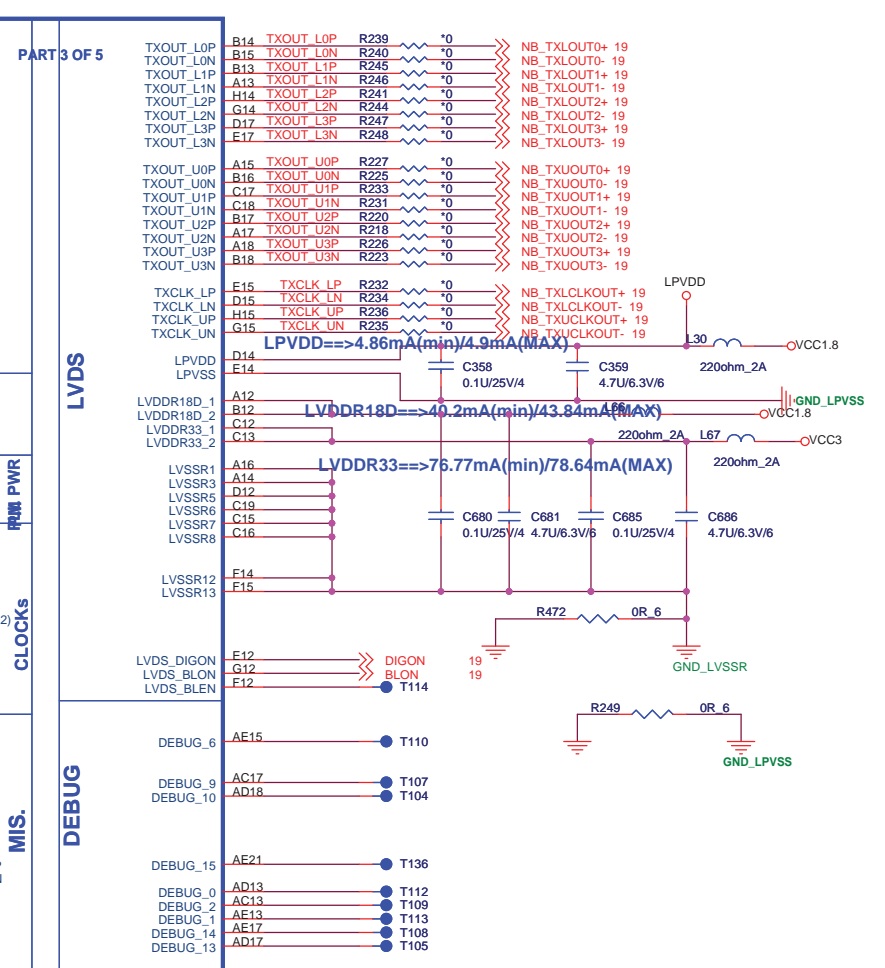 PART 3 OF 5
TXOUT_L0P B14 TXOUT_L0P R239 *0 NB_TXLOUT0+ 19
TXOUT_L0N B15 TXOUT_L0N R240 *0 NB_TXLOUT0- 19
TXOUT_L1P B13 TXOUT_L1P R245 *0 NB_TXLOUT1+ 19
TXOUT_L1N A13 TXOUT_L1N R246 *0 NB_TXLOUT1- 19
TXOUT_L2P H14 TXOUT_L2P R241 *0 NB_TXLOUT2+ 19
TXOUT_L2N G14 TXOUT_L2N R244 *0 NB_TXLOUT2- 19
TXOUT_L3P D17 TXOUT_L3P R247 *0 NB_TXLOUT3+ 19
TXOUT_L3N E17 TXOUT_L3N R248 *0 NB_TXLOUT3- 19
TXOUT_U0P A15 TXOUT_U0P R227 *0 NB_TXUOUT0+ 19
TXOUT_U0N B16 TXOUT_U0N R225 *0 NB_TXUOUT0- 19
TXOUT_U1P C17 TXOUT_U1P R233 *0 NB_TXUOUT1+ 19
TXOUT_U1N C18 TXOUT_U1N R231 *0 NB_TXUOUT1- 19
TXOUT_U2P B17 TXOUT_U2P R220 *0 NB_TXUOUT2+ 19
TXOUT_U2N A17 TXOUT_U2N R218 *0 NB_TXUOUT2- 19
TXOUT_U3P A18 TXOUT_U3P R226 *0 NB_TXUOUT3+ 19
TXOUT_U3N B18 TXOUT_U3N R223 *0 NB_TXUOUT3- 19
LPVDD
TXCLK_LP E15 TXCLK_LP R232 *0 NB_TXLCLKOUT+ 19
TXCLK_LN D15 TXCLK_LN R234 *0 NB_TXLCLKOUT- 19
TXCLK_UP H15 TXCLK_UP R236 *0 NB_TXUCLKOUT+ 19
TXCLK_UN G15 TXCLK_UN R235 *0 NB_TXUCLKOUT- 19
LPVDD==>4.86mA(min)/4.9mA(MAX) L30 VCC1.8
LPVDD D14 C358 C359 220ohm_2A
LPVSS E14 0.1U/25V/4 4.7U/6.3V/6
LVDS
LVDDR18D_1 A12 GND_LPVSS
LVDDR18D_2 B12 LVDDR18D==>40.2mA(min)/43.84mA(MAX) L66 VCC1.8
LVDDR33_1 C12
LVDDR33_2 C13 220ohm_2A L67 VCC3
LVDDR33==>76.77mA(min)/78.64mA(MAX) 220ohm_2A
LVSSR1 A16
LVSSR3 A14
LVSSR5 D12
LVSSR6 C19 C680 C681 C685 C686
LVSSR7 C15 0.1U/25V/4 4.7U/6.3V/6 0.1U/25V/4 4.7U/6.3V/6
LVSSR8 C16
PWR
LVSSR12 F14
LVSSR13 F15
R472 0R_6
CLOCKs
2)
GND_LVSSR
LVDS_DIGON E12 DIGON 19
LVDS_BLON G12 BLON 19
LVDS_BLEN F12 T114
R249 0R_6
GND_LPVSS
DEBUG_6 AE15 T110
DEBUG_9 AC17 T107
DEBUG_10 AD18 T104
DEBUG
MIS.
DEBUG_15 AE21 T136
DEBUG_0 AD13 T112
DEBUG_2 AC13 T109
DEBUG_1 AE13 T113
DEBUG_14 AE17 T108
DEBUG_13 AD17 T105